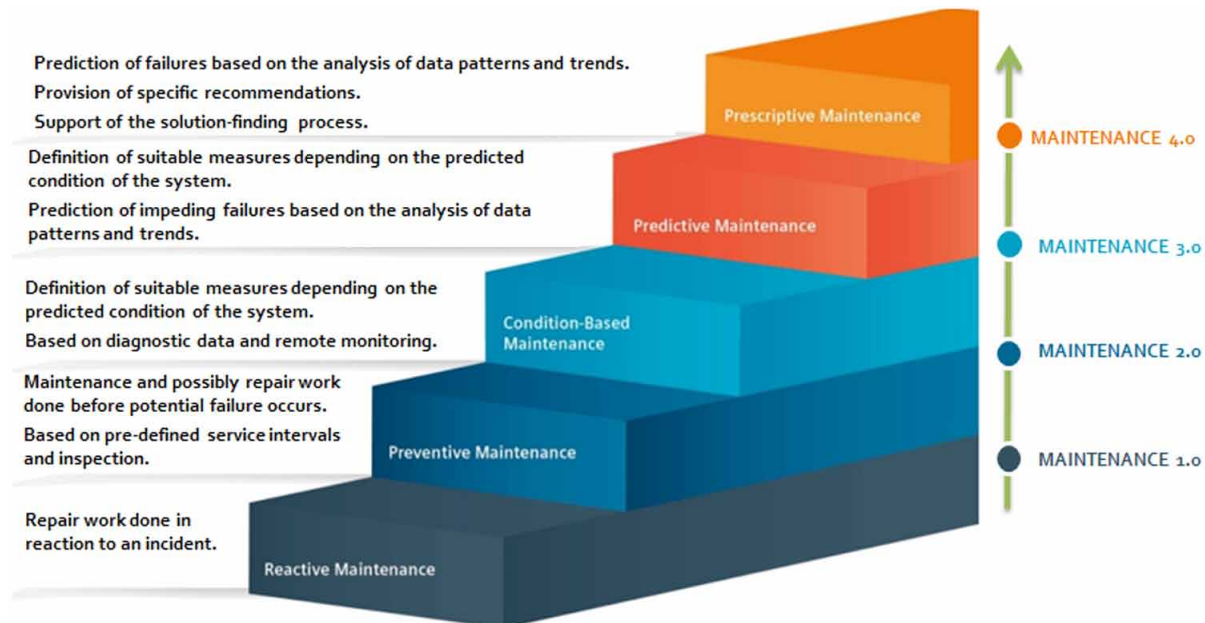 Prediction of failures based on the analysis of data patterns and trends.
Provision of specific recommendations.
Support of the solution-finding process.
Prescriptive Maintenance
MAINTENANCE 4.0
Definition of suitable measures depending on the predicted
condition of the system.
Prediction of impeding failures based on the analysis of data
patterns and trends.
Predictive Maintenance
MAINTENANCE 3.0
Definition of suitable measures depending on the
predicted condition of the system.
Based on diagnostic data and remote monitoring.
Condition-Based
Maintenance
MAINTENANCE 2.0
Maintenance and possibly repair work
done before potential failure occurs.
Based on pre-defined service intervals
and inspection.
Preventive Maintenance
MAINTENANCE 1.0
Repair work done in
reaction to an incident.
Reactive Maintenance